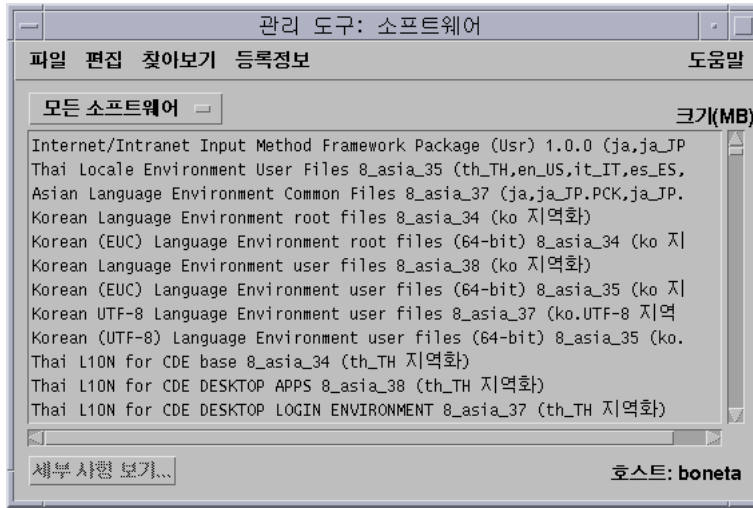 관리 도구: 소프트웨어
파일 편집 찾아보기 등록정보 도움말
모든 소프트웨어
크기(MB)
Internet/Intranet Input Method Framework Package (Usr) 1.0.0 (ja,ja_JP
Thai Locale Environment User Files 8_asia_35 (th_TH,en_US,it_IT,es_ES,
Asian Language Environment Common Files 8_asia_37 (ja,ja_JP.PCK,ja_JP.
Korean Language Environment root files 8_asia_34 (ko 지역화)
Korean (EUC) Language Environment root files (64-bit) 8_asia_34 (ko 지
Korean Language Environment user files 8_asia_38 (ko 지역화)
Korean (EUC) Language Environment user files (64-bit) 8_asia_35 (ko 지
Korean UTF-8 Language Environment user files 8_asia_37 (ko.UTF-8 지역
Korean (UTF-8) Language Environment user files (64-bit) 8_asia_35 (ko.
Thai L10N for CDE base 8_asia_34 (th_TH 지역화)
Thai L10N for CDE DESKTOP APPS 8_asia_38 (th_TH 지역화)
Thai L10N for CDE DESKTOP LOGIN ENVIRONMENT 8_asia_37 (th_TH 지역화)
세부 사항 보기...
호스트: boneta